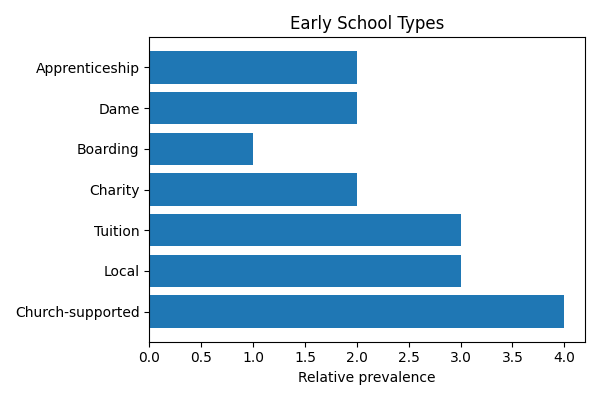 Early School Types
Apprenticeship
Dame
Boarding
Charity
Tuition
Local
Church-supported
0.0 0.5 1.0 1.5 2.0 2.5 3.0 3.5 4.0
Relative prevalence